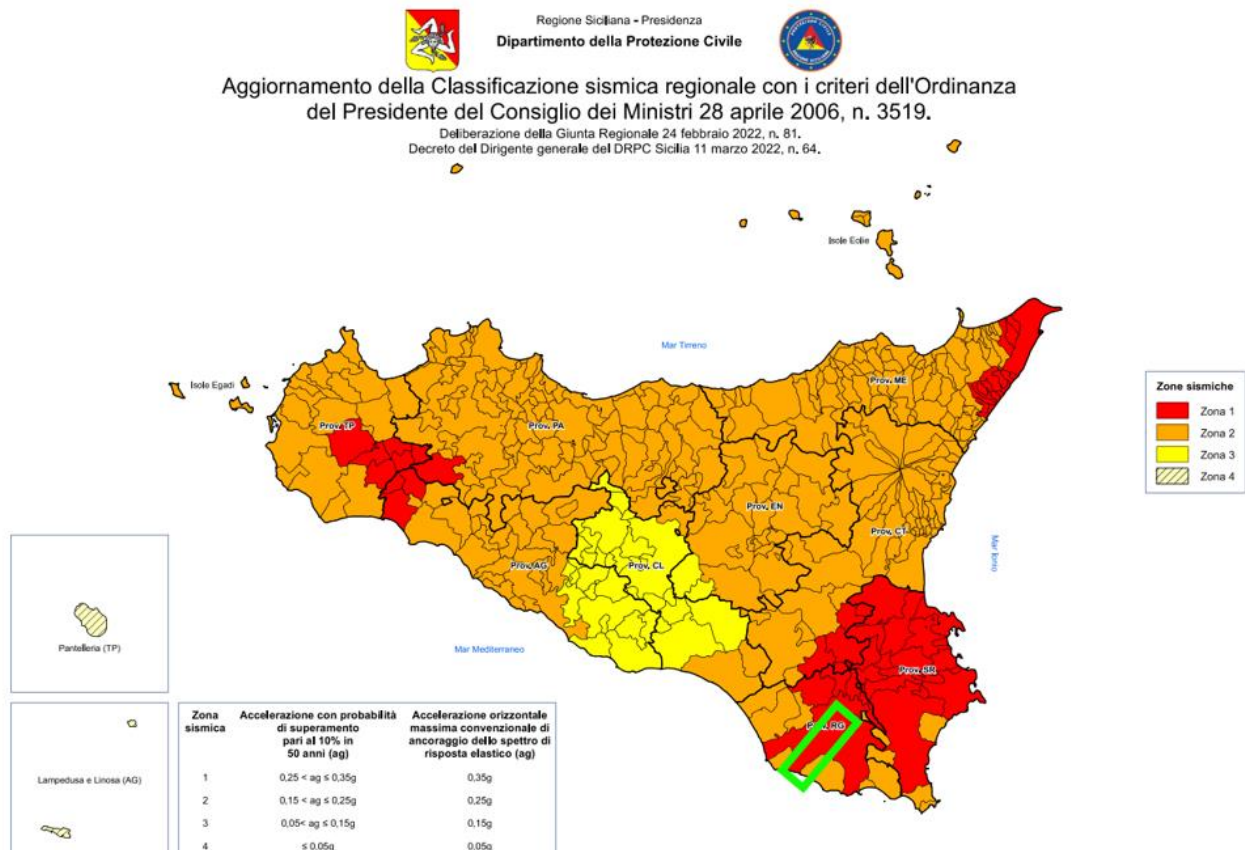 Regione Siciliana - Presidenza
Dipartimento della Protezione Civile
Aggiornamento della Classificazione sismica regionale con i criteri dell'Ordinanza
del Presidente del Consiglio dei Ministri 28 aprile 2006, n. 3519.
Deliberazione della Giunta Regionale 24 febbraio 2022, n. 81.
Decreto del Dirigente generale del DRPC Sicilia 11 marzo 2022, n. 64.
Isole Eolie
Mar Tirreno
Isole Egadi
Prov. ME
Prov. TP
Prov. PA
Zone sismiche
Zona 1
Zona 2
Zona 3
Zona 4
Prov. EN
Prov. CT
Mar Ionio
Prov. AG
Prov. CL
Pantelleria (TP)
Mar Mediterraneo
Prov. SR
Prov. RG
Lampedusa e Linosa (AG)
Zona sismica
Accelerazione con probabilità di superamento pari al 10% in 50 anni (ag)
Accelerazione orizzontale massima convenzionale di ancoraggio dello spettro di risposta elastico (ag)
1 0,25 < ag ≤ 0,35g 0,35g
2 0,15 < ag ≤ 0,25g 0,25g
3 0,05< ag ≤ 0,15g 0,15g
4 ≤ 0,05g 0,05g